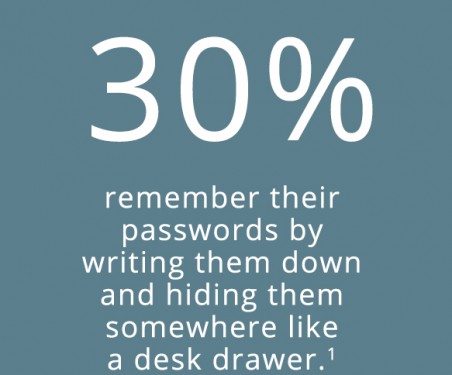 30%
remember their
passwords by
writing them down
and hiding them
somewhere like
a desk drawer.¹